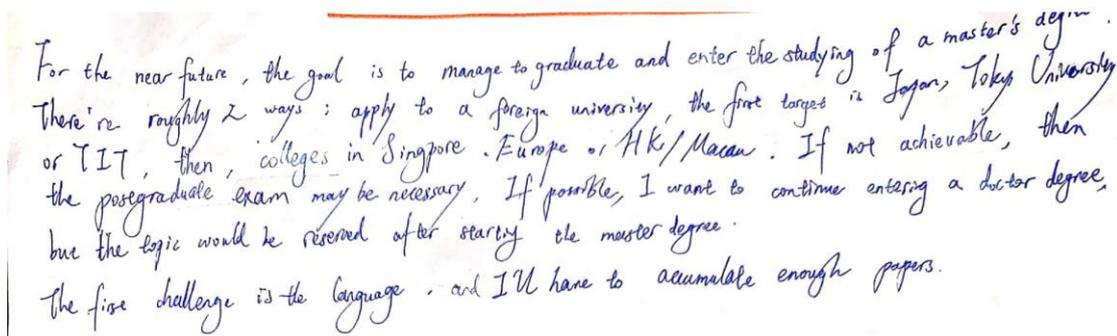 For the near future, the goal is to manage to graduate and enter the studying of a master's degree.
There're roughly 2 ways: apply to a foreign university, the first target is Japan, Tokyo University
or TIT, then, colleges in Singpore, Europe or HK/Macau. If not achievable, then
the postgraduate exam may be necessary. If possible, I want to continue entering a doctor degree,
but the topic would be reserved after starting the master degree.
The first challenge is the language, and I'll have to accumulate enough papers.